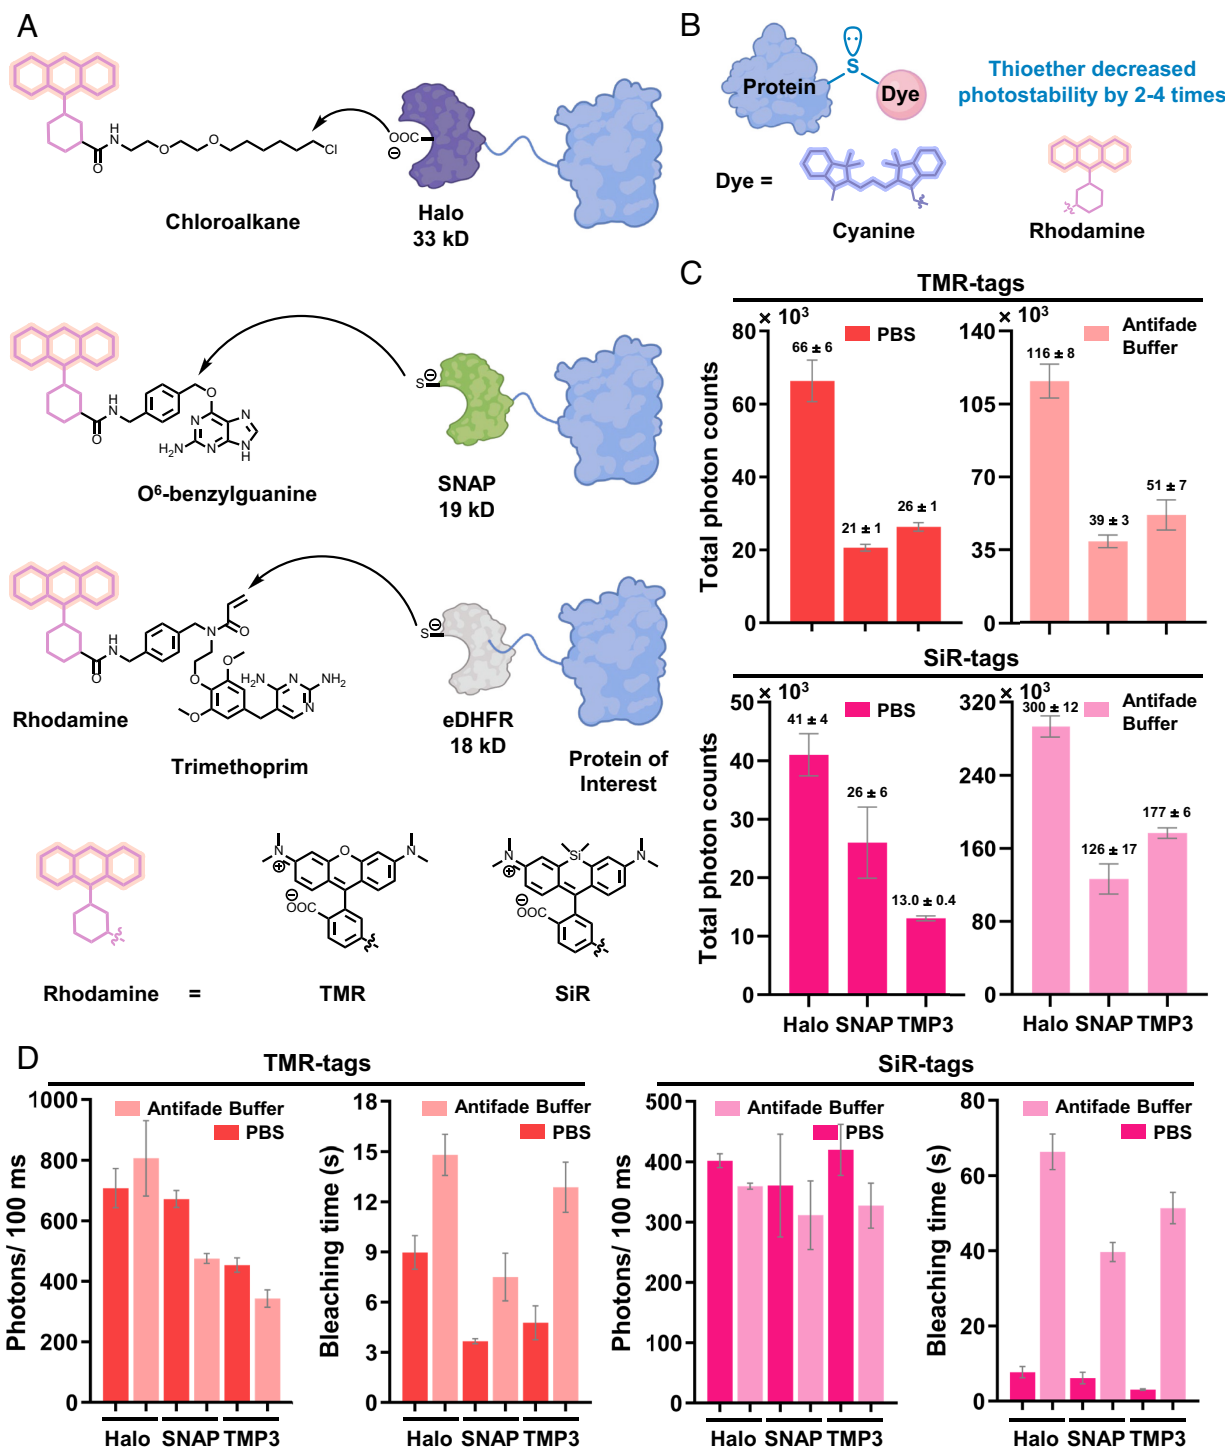 A
H
N
O
O
O
Cl
Chloroalkane
OOC
⊖
Halo
33 kD
H
N
O
O
N
N
N
N
H
H₂N
O⁶-benzylguanine
S
⊖
SNAP
19 kD
H
N
O
N
O
O
O
O
H₂N
NH₂
N
N
Rhodamine
Trimethoprim
S
⊖
eDHFR
18 kD
Protein of
Interest
Rhodamine
=
N
⊕
O
N
⊖
OOC
TMR
N
⊕
Si
N
⊖
OOC
SiR
B
Protein
S
Dye
Thioether decreased
photostability by 2-4 times
Dye =
Cyanine
Rhodamine
C
TMR-tags
Total photon counts
× 10³
80
60
40
20
0
PBS
66 ± 6
21 ± 1
26 ± 1
× 10³
140
105
70
35
0
Antifade
Buffer
116 ± 8
39 ± 3
51 ± 7
SiR-tags
Total photon counts
× 10³
50
40
30
20
10
0
PBS
41 ± 4
26 ± 6
13.0 ± 0.4
Halo SNAP TMP3
× 10³
320
240
160
80
0
Antifade
Buffer
300 ± 12
126 ± 17
177 ± 6
Halo SNAP TMP3
D
TMR-tags
Photons/ 100 ms
1000
800
600
400
200
0
Antifade Buffer
PBS
Halo SNAP TMP3
Bleaching time (s)
18
15
12
9
6
3
0
Antifade Buffer
PBS
Halo SNAP TMP3
SiR-tags
Photons/ 100 ms
500
400
300
200
100
0
Antifade Buffer
PBS
Halo SNAP TMP3
Bleaching time (s)
80
60
40
20
0
Antifade Buffer
PBS
Halo SNAP TMP3